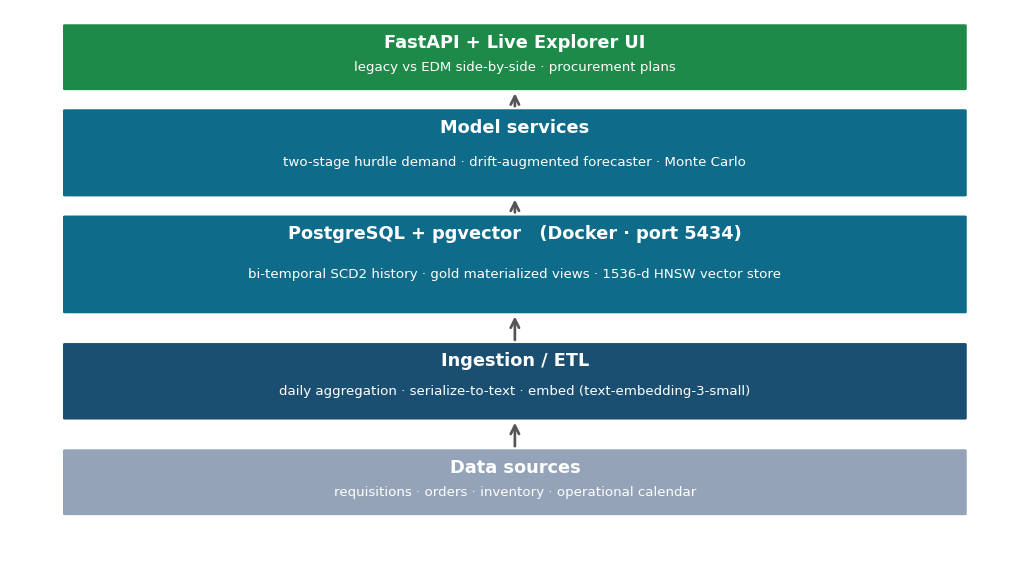 FastAPI + Live Explorer UI
legacy vs EDM side-by-side · procurement plans
Model services
two-stage hurdle demand · drift-augmented forecaster · Monte Carlo
PostgreSQL + pgvector (Docker · port 5434)
bi-temporal SCD2 history · gold materialized views · 1536-d HNSW vector store
Ingestion / ETL
daily aggregation · serialize-to-text · embed (text-embedding-3-small)
Data sources
requisitions · orders · inventory · operational calendar